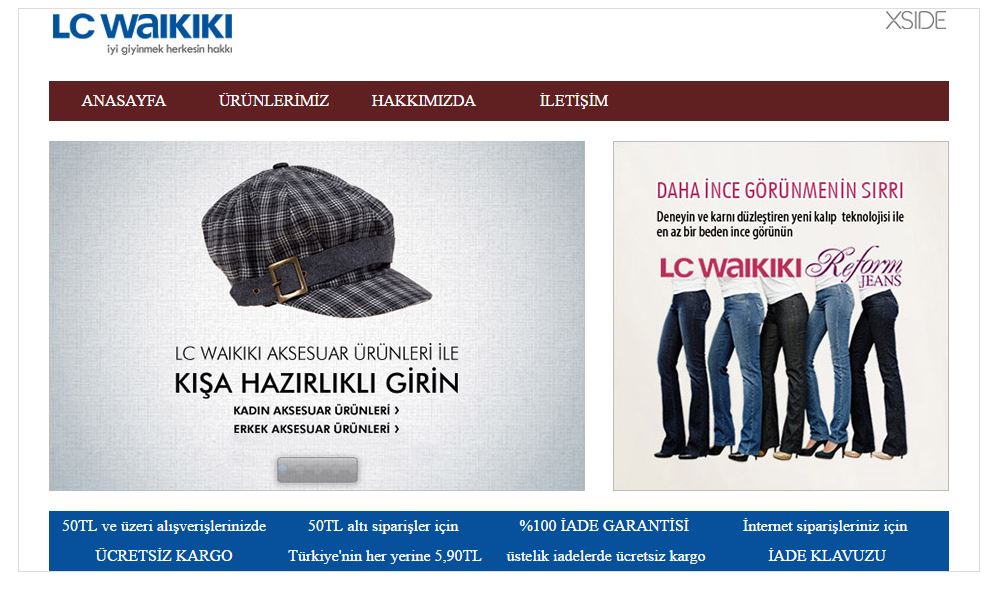 LC WAIKIKI
iyi giyinmek herkesin hakkı
XSIDE
ANASAYFA ÜRÜNLERİMİZ HAKKIMIZDA İLETİŞİM
LC WAIKIKI AKSESUAR ÜRÜNLERİ İLE
KIŞA HAZIRLIKLI GİRİN
KADIN AKSESUAR ÜRÜNLERİ ›
ERKEK AKSESUAR ÜRÜNLERİ ›
DAHA İNCE GÖRÜNMENİN SIRRI
Deneyin ve karnı düzleştiren yeni kalıp teknolojisi ile
en az bir beden ince görünün
LC WAIKIKI Reform
JEANS
50TL ve üzeri alışverişlerinizde 50TL altı siparişler için %100 İADE GARANTİSİ İnternet siparişleriniz için
ÜCRETSİZ KARGO Türkiye'nin her yerine 5,90TL üstelik iadelerde ücretsiz kargo İADE KLAVUZU